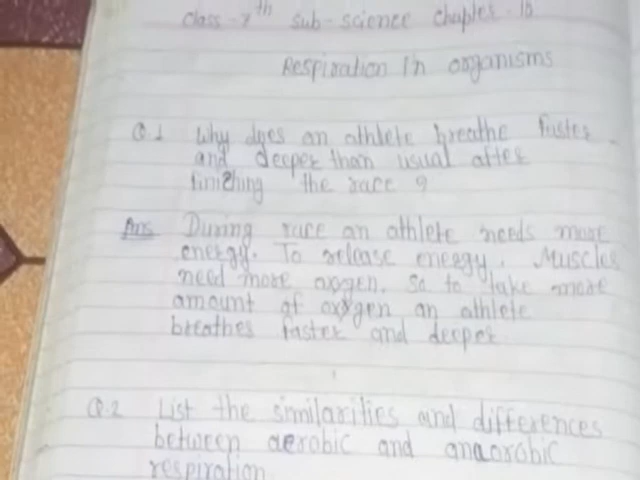 Class-7th sub-science chapter-10
Respiration in organisms
Q.1 Why dyes an athlete breathe faster
and deeper than usual after
finishing the race ?
Ans During race an athlete needs more
energy. To release energy. Muscles
need more oxygen. so to take more
amount of oxygen an athlete
breathes faster and deeper
Q.2 List the similarities and differences
between aerobic and anaorobic
respiration